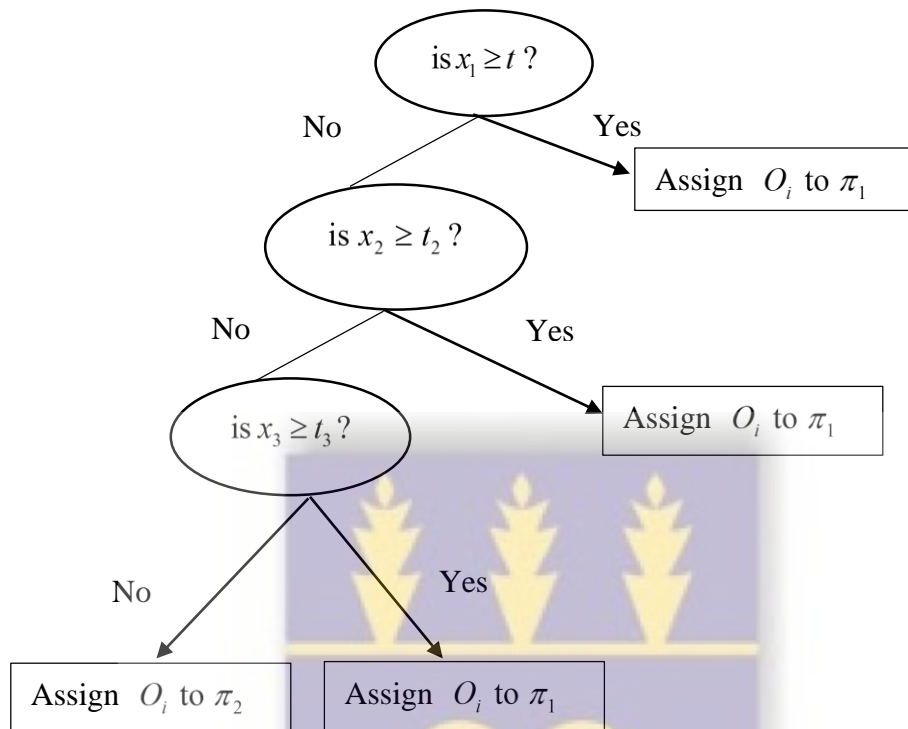 is x₁ ≥ t ?
No
Yes
Assign Oᵢ to π₁
is x₂ ≥ t₂ ?
No
Yes
Assign Oᵢ to π₁
is x₃ ≥ t₃ ?
No
Yes
Assign Oᵢ to π₂
Assign Oᵢ to π₁